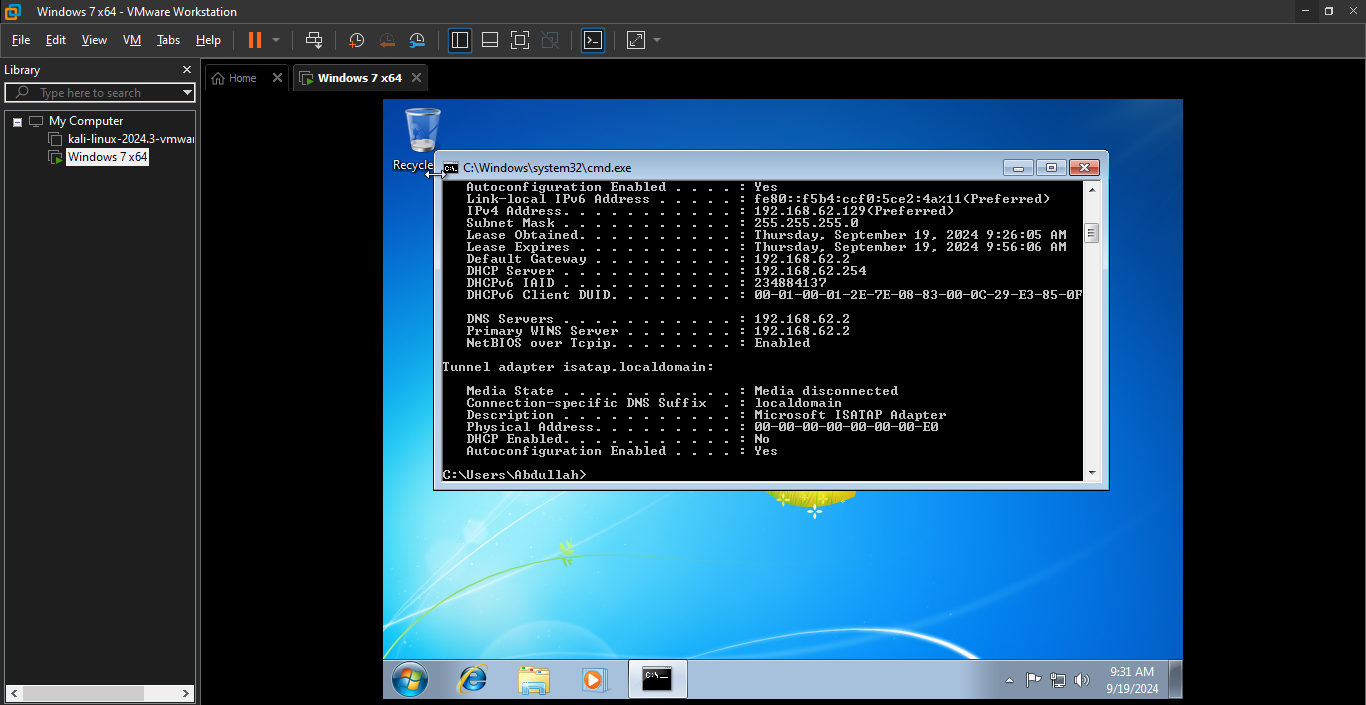 Windows 7 x64 - VMware Workstation
File Edit View VM Tabs Help
Library
Type here to search
My Computer
kali-linux-2024.3-vmwar
Windows 7 x64
Home
Windows 7 x64
Recycle
C:\Windows\system32\cmd.exe
Autoconfiguration Enabled . . . . : Yes
Link-local IPv6 Address . . . . . : fe80::f5b4:ccf0:5ce2:4a%11(Preferred)
IPv4 Address. . . . . . . . . . . : 192.168.62.129(Preferred)
Subnet Mask . . . . . . . . . . . : 255.255.255.0
Lease Obtained. . . . . . . . . . : Thursday, September 19, 2024 9:26:05 AM
Lease Expires . . . . . . . . . . : Thursday, September 19, 2024 9:56:06 AM
Default Gateway . . . . . . . . . : 192.168.62.2
DHCP Server . . . . . . . . . . . : 192.168.62.254
DHCPv6 IAID . . . . . . . . . . . : 234884137
DHCPv6 Client DUID. . . . . . . . : 00-01-00-01-2E-7E-08-83-00-0C-29-E3-85-0F
DNS Servers . . . . . . . . . . . : 192.168.62.2
Primary WINS Server . . . . . . . : 192.168.62.2
NetBIOS over Tcpip. . . . . . . . : Enabled
Tunnel adapter isatap.localdomain:
Media State . . . . . . . . . . . : Media disconnected
Connection-specific DNS Suffix  . : localdomain
Description . . . . . . . . . . . : Microsoft ISATAP Adapter
Physical Address. . . . . . . . . : 00-00-00-00-00-00-00-E0
DHCP Enabled. . . . . . . . . . . : No
Autoconfiguration Enabled . . . . : Yes
C:\Users\Abdullah>
9:31 AM
9/19/2024